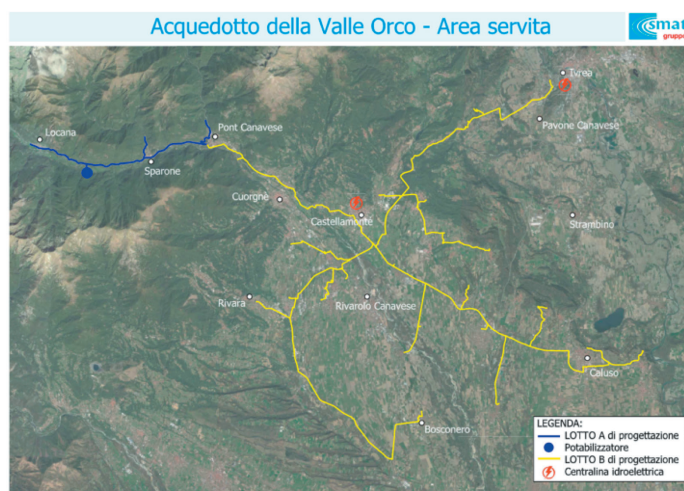 Acquedotto della Valle Orco - Area servita
smat
gruppo
Ivrea
Locana
Pont Canavese
Pavone Canavese
Sparone
Cuorgnè
Castellamonte
Strambino
Rivara
Rivarolo Canavese
Caluso
Bosconero
LEGENDA:
LOTTO A di progettazione
Potabilizzatore
LOTTO B di progettazione
Centralina idroelettrica